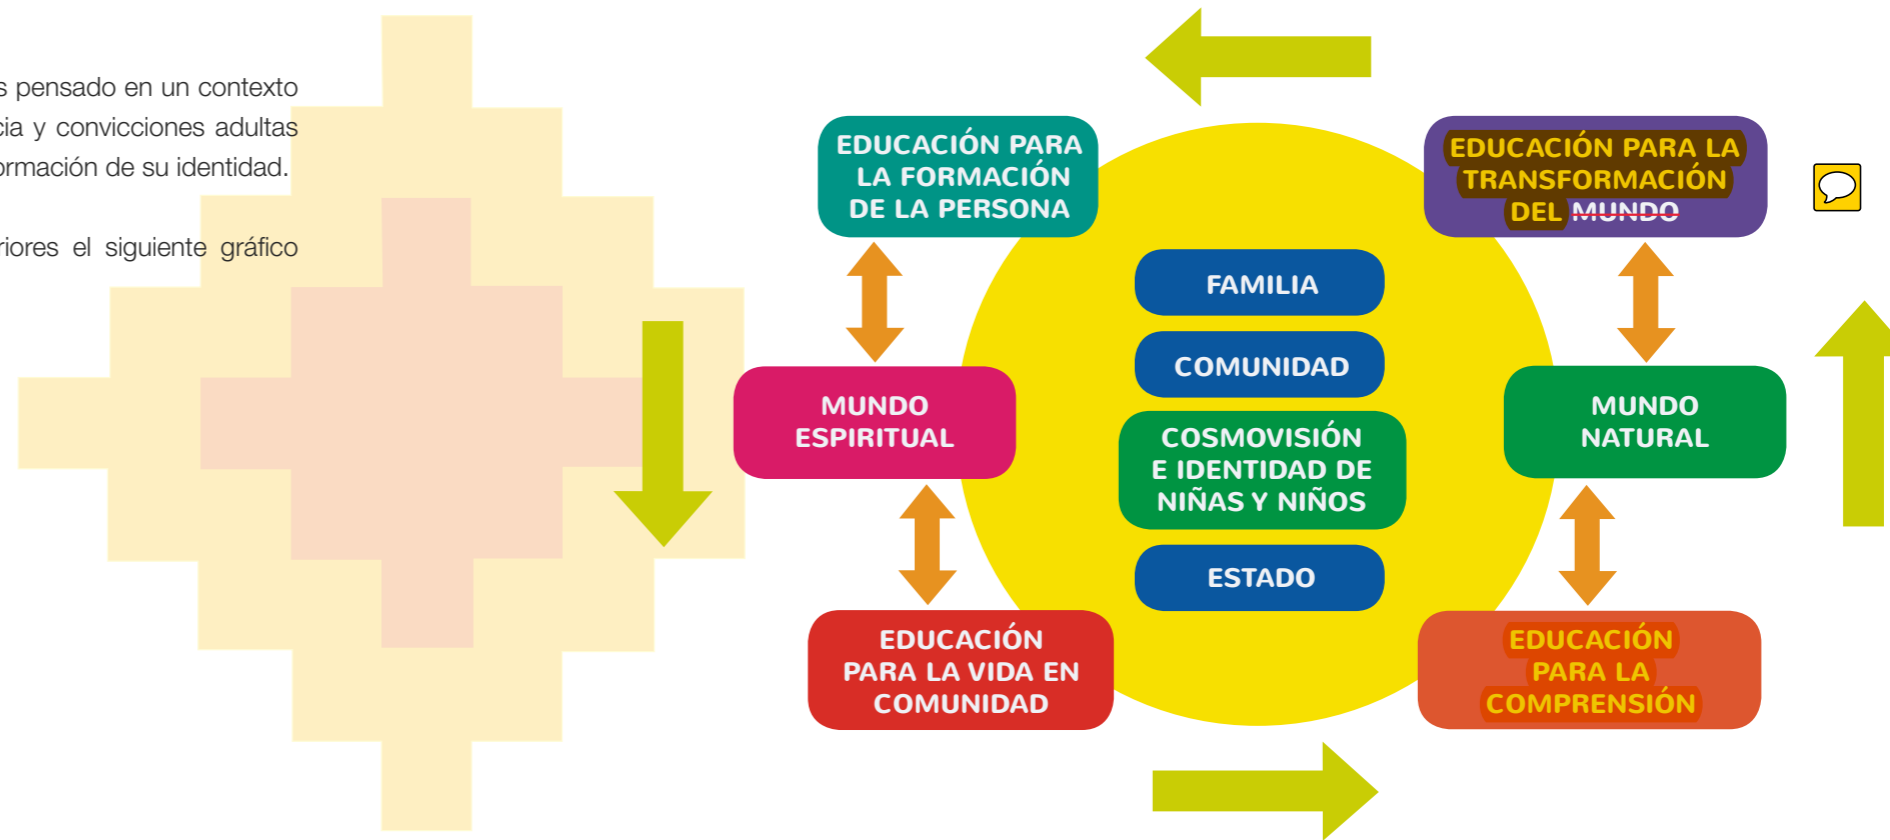 s pensado en un contexto
cia y convicciones adultas
ormación de su identidad.
riores el siguiente gráfico
EDUCACIÓN PARA
LA FORMACIÓN
DE LA PERSONA
EDUCACIÓN PARA LA
TRANSFORMACIÓN
DEL MUNDO
FAMILIA
COMUNIDAD
COSMOVISIÓN
E IDENTIDAD DE
NIÑAS Y NIÑOS
ESTADO
MUNDO
ESPIRITUAL
MUNDO
NATURAL
EDUCACIÓN
PARA LA VIDA EN
COMUNIDAD
EDUCACIÓN
PARA LA
COMPRENSIÓN